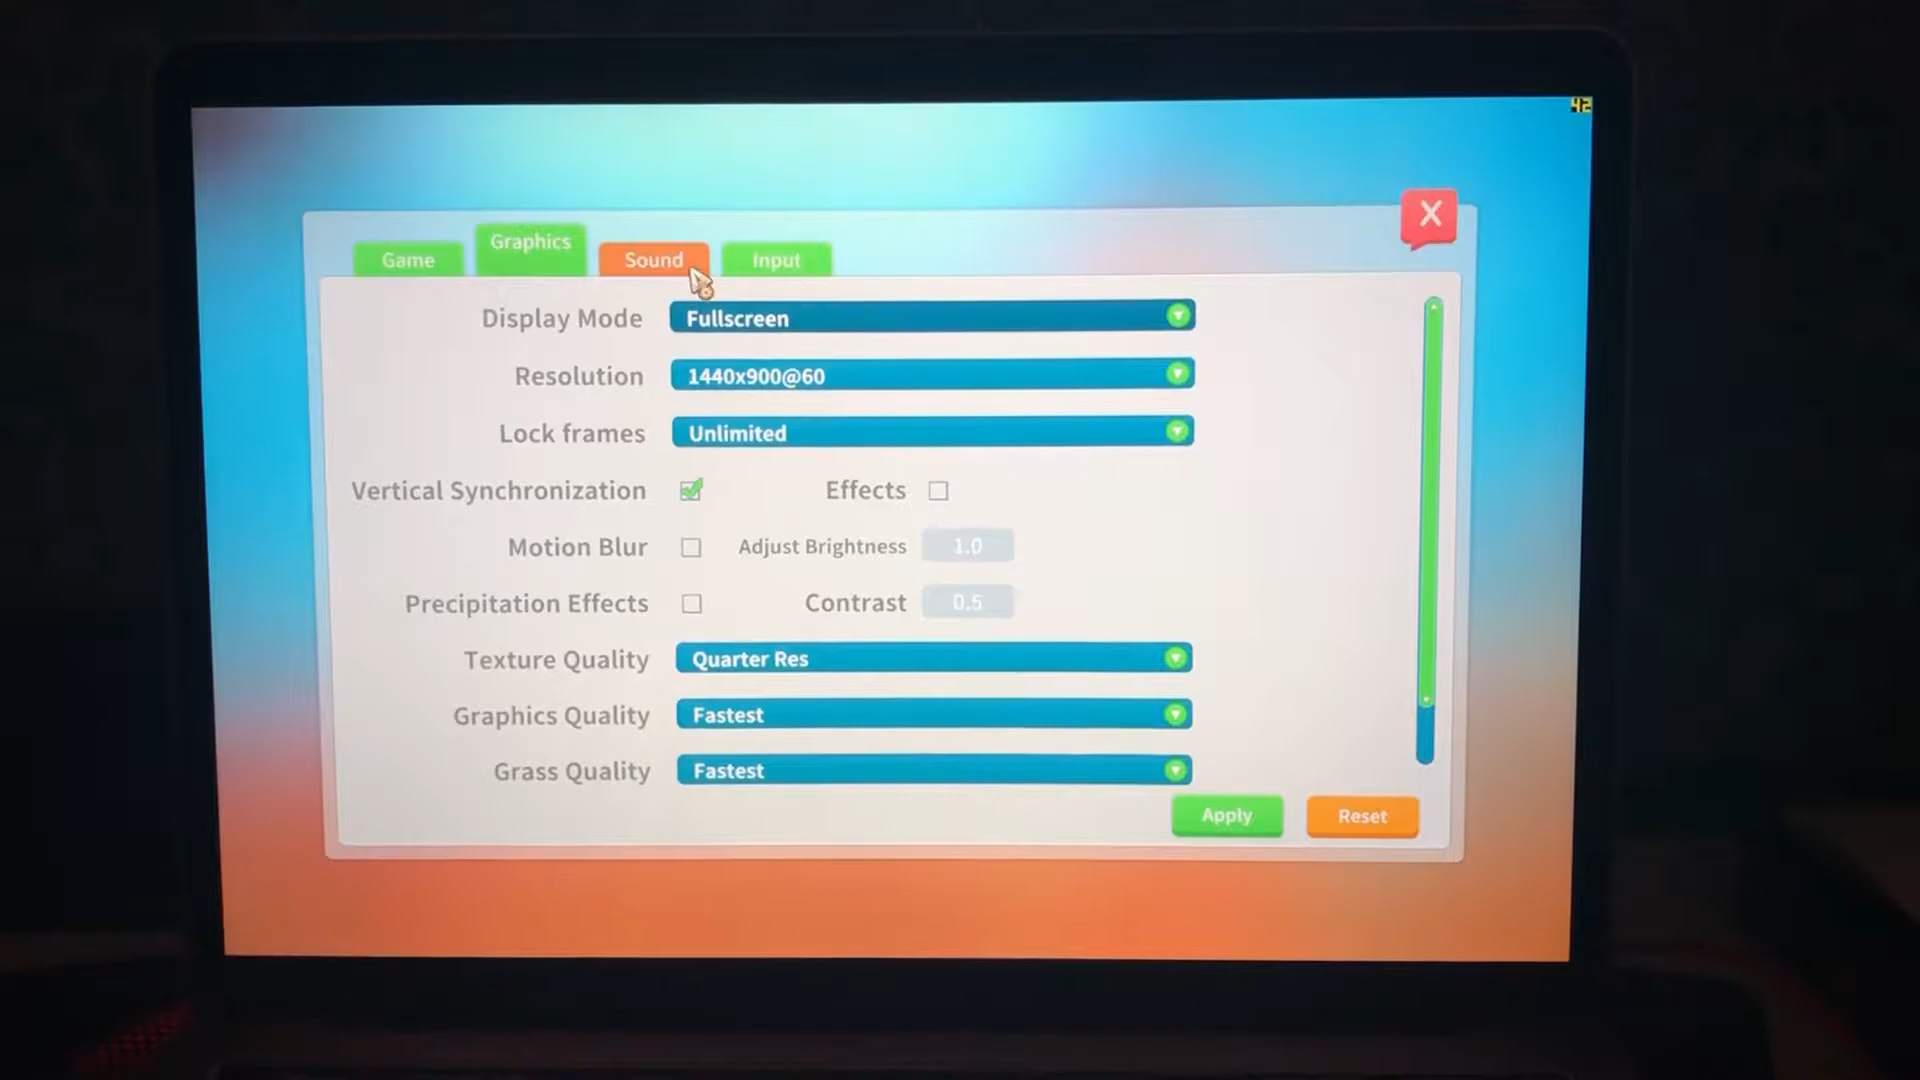 42
X
Game
Graphics
Sound
Input
Display Mode
Fullscreen
Resolution
1440x900@60
Lock frames
Unlimited
Vertical Synchronization
Effects
Motion Blur
Adjust Brightness
1.0
Precipitation Effects
Contrast
0.5
Texture Quality
Quarter Res
Graphics Quality
Fastest
Grass Quality
Fastest
Apply
Reset